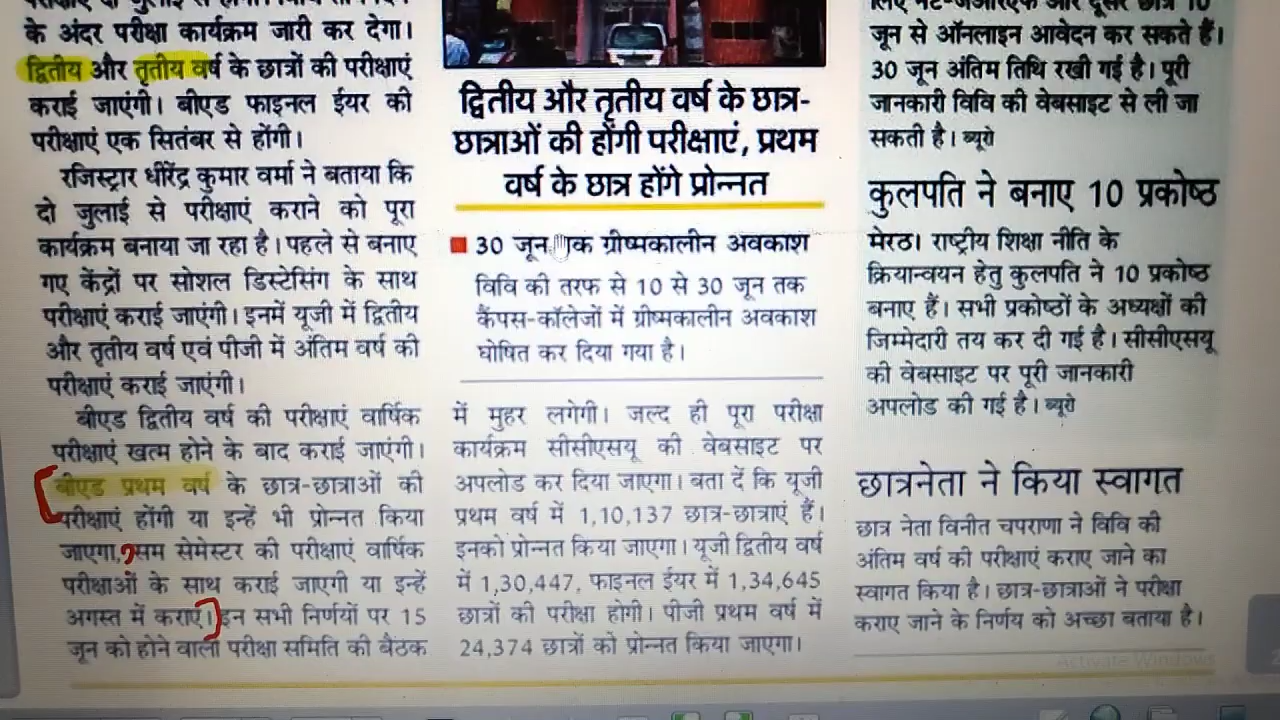 के अंदर परीक्षा कार्यक्रम जारी कर देगा।
द्वितीय और तृतीय वर्ष के छात्रों की परीक्षाएं
कराई जाएंगी। बीएड फाइनल ईयर की
परीक्षाएं एक सितंबर से होंगी।
रजिस्ट्रार धीरेंद्र कुमार वर्मा ने बताया कि
दो जुलाई से परीक्षाएं कराने को पूरा
कार्यक्रम बनाया जा रहा है। पहले से बनाए
गए केंद्रों पर सोशल डिस्टेसिंग के साथ
परीक्षाएं कराई जाएंगी। इनमें यूजी में द्वितीय
और तृतीय वर्ष एवं पीजी में अंतिम वर्ष की
परीक्षाएं कराई जाएंगी।
बीएड द्वितीय वर्ष की परीक्षाएं वार्षिक
परीक्षाएं खत्म होने के बाद कराई जाएंगी।
बीएड प्रथम वर्ष के छात्र-छात्राओं की
परीक्षाएं होंगी या इन्हें भी प्रोन्नत किया
जाएगा, सम सेमेस्टर की परीक्षाएं वार्षिक
परीक्षाओं के साथ कराई जाएगी या इन्हें
अगस्त में कराए। इन सभी निर्णयों पर 15
जून को होने वाली परीक्षा समिति की बैठक
द्वितीय और तृतीय वर्ष के छात्र-
छात्राओं की होंगी परीक्षाएं, प्रथम
वर्ष के छात्र होंगे प्रोन्नत
30 जून तक ग्रीष्मकालीन अवकाश
विवि की तरफ से 10 से 30 जून तक
कैंपस-कॉलेजों में ग्रीष्मकालीन अवकाश
घोषित कर दिया गया है।
में मुहर लगेगी। जल्द ही पूरा परीक्षा
कार्यक्रम सीसीएसयू की वेबसाइट पर
अपलोड कर दिया जाएगा। बता दें कि यूजी
प्रथम वर्ष में 1,10,137 छात्र-छात्राएं हैं।
इनको प्रोन्नत किया जाएगा। यूजी द्वितीय वर्ष
में 1,30,447, फाइनल ईयर में 1,34,645
छात्रों की परीक्षा होगी। पीजी प्रथम वर्ष में
24,374 छात्रों को प्रोन्नत किया जाएगा।
जून से ऑनलाइन आवेदन कर सकते हैं।
30 जून अंतिम तिथि रखी गई है। पूरी
जानकारी विवि की वेबसाइट से ली जा
सकती है। ब्यूरो
कुलपति ने बनाए 10 प्रकोष्ठ
मेरठ। राष्ट्रीय शिक्षा नीति के
क्रियान्वयन हेतु कुलपति ने 10 प्रकोष्ठ
बनाए हैं। सभी प्रकोष्ठों के अध्यक्षों की
जिम्मेदारी तय कर दी गई है। सीसीएसयू
की वेबसाइट पर पूरी जानकारी
अपलोड की गई है। ब्यूरो
छात्रनेता ने किया स्वागत
छात्र नेता विनीत चपराणा ने विवि की
अंतिम वर्ष की परीक्षाएं कराए जाने का
स्वागत किया है। छात्र-छात्राओं ने परीक्षा
कराए जाने के निर्णय को अच्छा बताया है।
Activate Windows